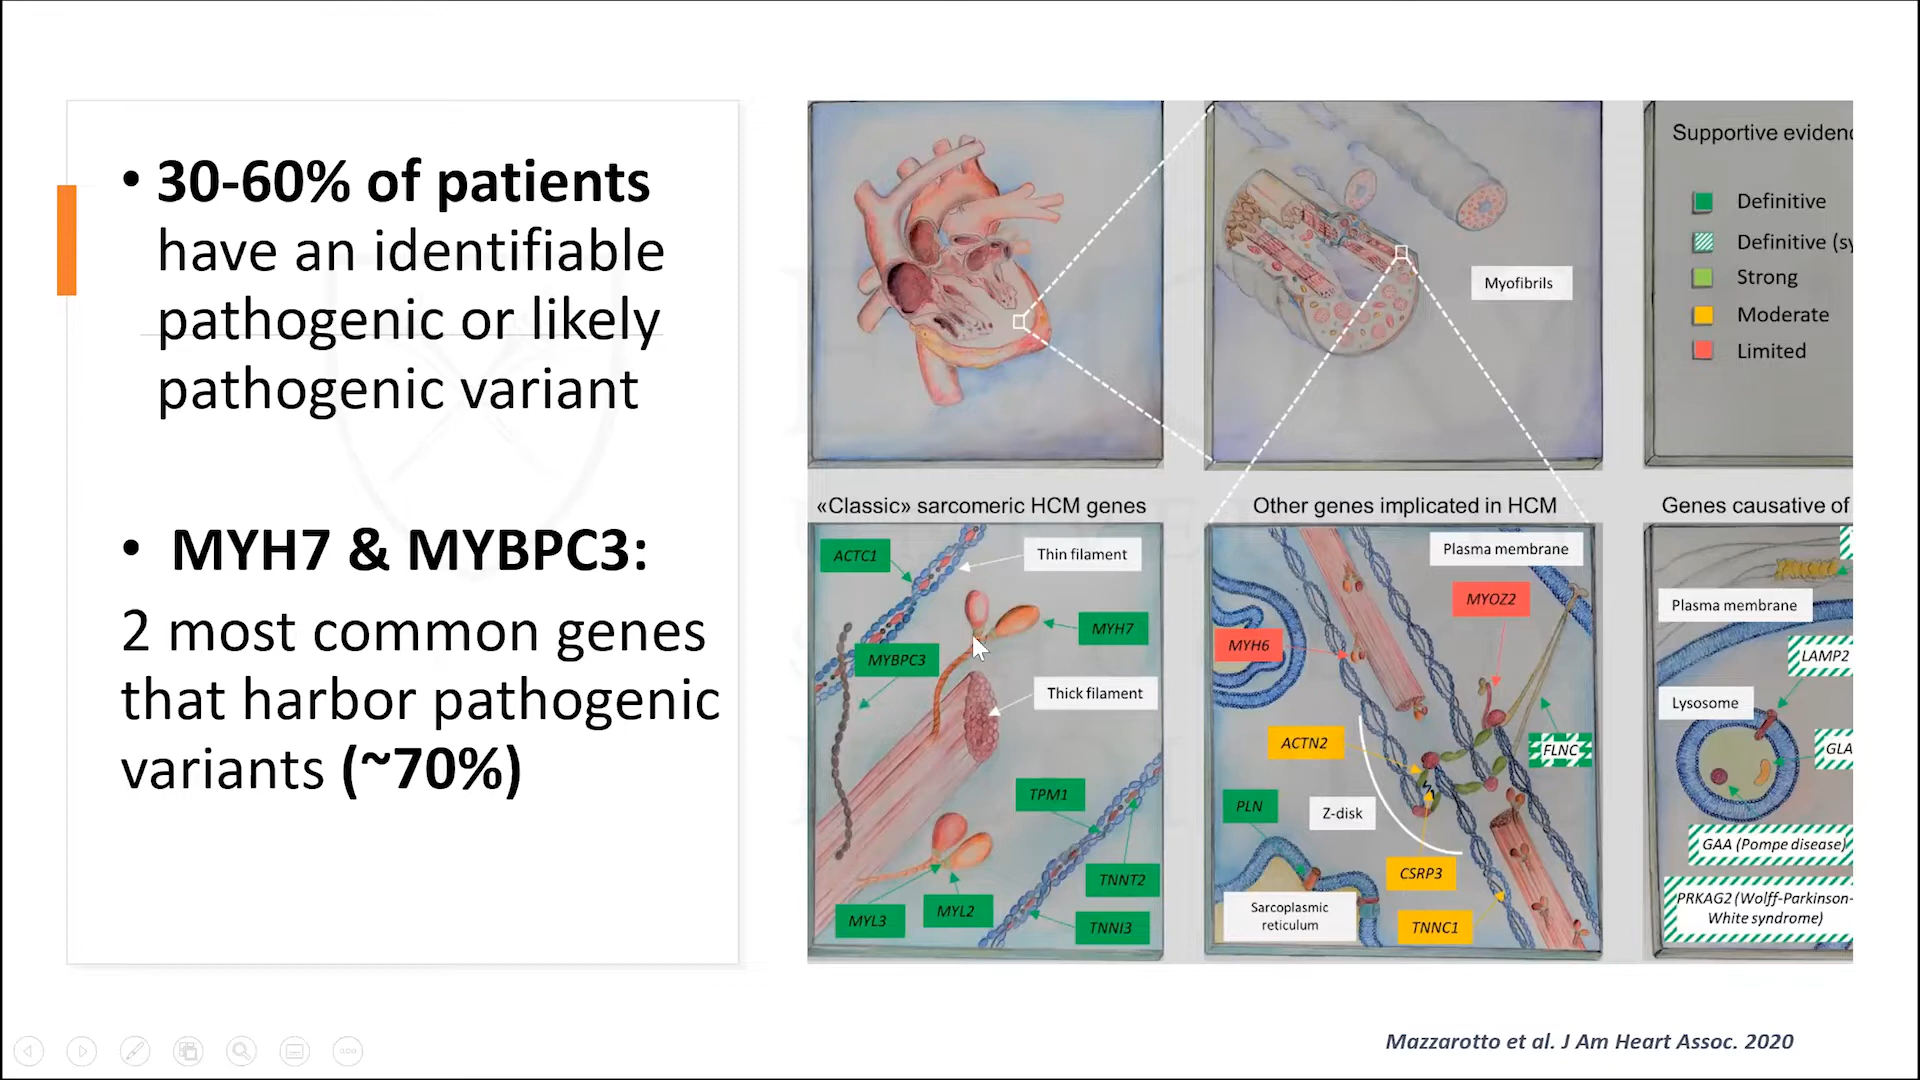 • 30-60% of patients
have an identifiable
pathogenic or likely
pathogenic variant
• MYH7 & MYBPC3:
2 most common genes
that harbor pathogenic
variants (~70%)
Myofibrils
Supportive evidenc
Definitive
Definitive (sy
Strong
Moderate
Limited
«Classic» sarcomeric HCM genes
ACTC1
Thin filament
MYH7
MYBPC3
Thick filament
TPM1
TNNT2
MYL3
MYL2
TNNI3
Other genes implicated in HCM
Plasma membrane
MYOZ2
MYH6
ACTN2
FLNC
PLN
Z-disk
CSRP3
Sarcoplasmic
reticulum
TNNC1
Genes causative of
Plasma membrane
LAMP2
Lysosome
GLA
GAA (Pompe disease)
PRKAG2 (Wolff-Parkinson-
White syndrome)
Mazzarotto et al. J Am Heart Assoc. 2020